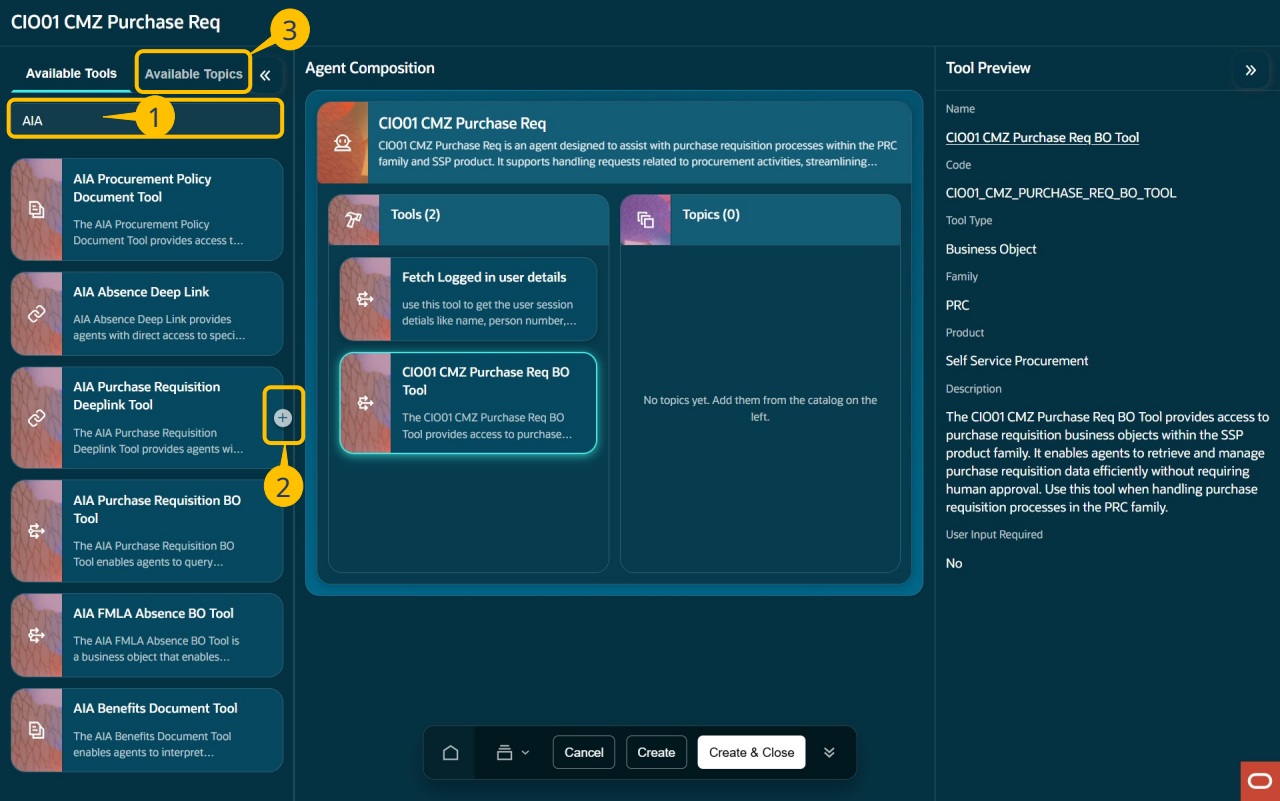 CIO01 CMZ Purchase Req
3
Available Tools
Available Topics
«
AIA
1
AIA Procurement Policy
Document Tool
The AIA Procurement Policy
Document Tool provides access t...
AIA Absence Deep Link
AIA Absence Deep Link provides
agents with direct access to speci...
AIA Purchase Requisition
Deeplink Tool
The AIA Purchase Requisition
Deeplink Tool provides agents wi...
2
AIA Purchase Requisition BO
Tool
The AIA Purchase Requisition BO
Tool enables agents to query...
AIA FMLA Absence BO Tool
The AIA FMLA Absence BO Tool is
a business object that enables...
AIA Benefits Document Tool
The AIA Benefits Document Tool
enables agents to interpret...
Agent Composition
CIO01 CMZ Purchase Req
CIO01 CMZ Purchase Req is an agent designed to assist with purchase requisition processes within the PRC
family and SSP product. It supports handling requests related to procurement activities, streamlining...
Tools (2)
Fetch Logged in user details
use this tool to get the user session
detials like name, person number,...
CIO01 CMZ Purchase Req BO
Tool
The CIO01 CMZ Purchase Req BO
Tool provides access to purchase...
Topics (0)
No topics yet. Add them from the catalog on the
left.
Cancel
Create
Create & Close
Tool Preview
»
Name
CIO01 CMZ Purchase Req BO Tool
Code
CIO01_CMZ_PURCHASE_REQ_BO_TOOL
Tool Type
Business Object
Family
PRC
Product
Self Service Procurement
Description
The CIO01 CMZ Purchase Req BO Tool provides access to
purchase requisition business objects within the SSP
product family. It enables agents to retrieve and manage
purchase requisition data efficiently without requiring
human approval. Use this tool when handling purchase
requisition processes in the PRC family.
User Input Required
No